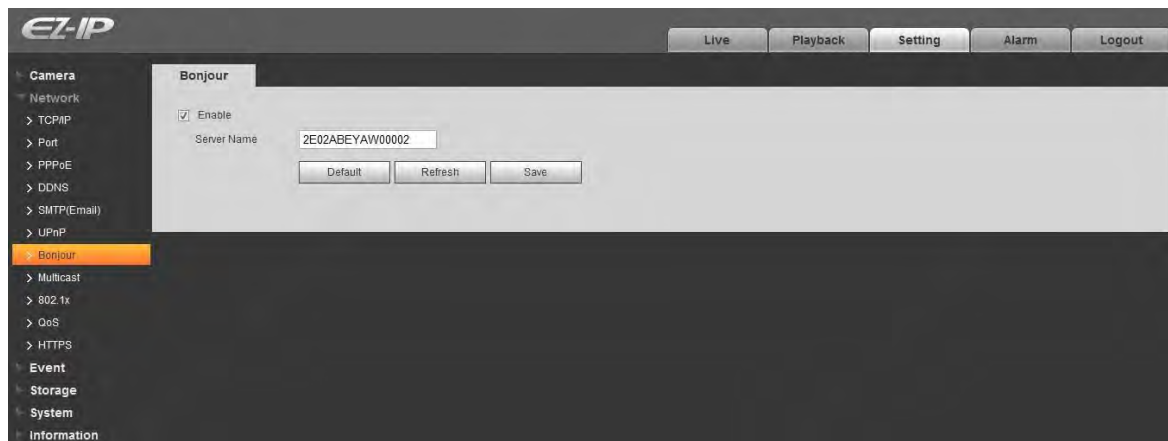 EZ-IP
Live Playback Setting Alarm Logout
Camera
Network
> TCP/IP
> Port
> PPPoE
> DDNS
> SMTP(Email)
> UPnP
> Bonjour
> Multicast
> 802.1x
> QoS
> HTTPS
Event
Storage
System
Information
Bonjour
Enable
Server Name 2E02ABEYAW00002
Default Refresh Save